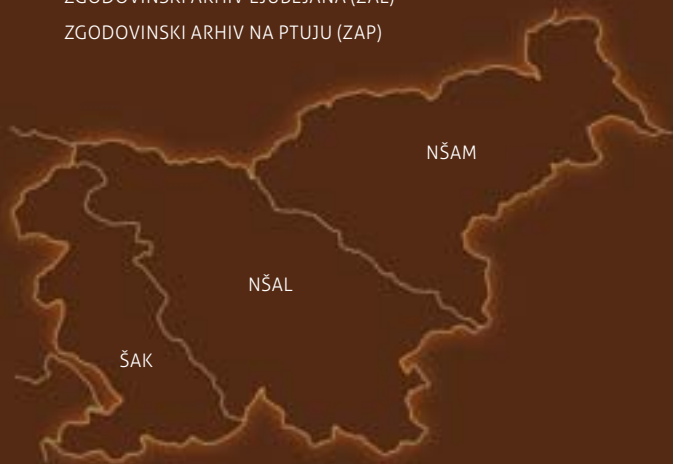 ZGODOVINSKI ARHIV LJUBLJANA (ZAL)
ZGODOVINSKI ARHIV NA PTUJU (ZAP)
NŠAM
NŠAL
ŠAK